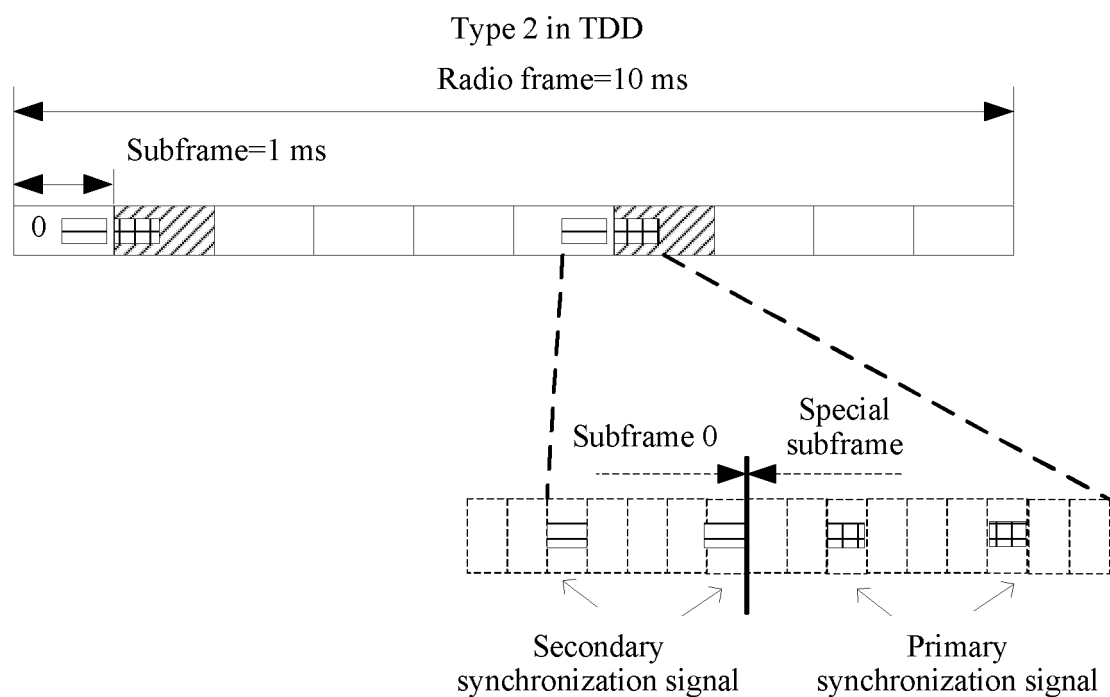 Type 2 in TDD
Radio frame=10 ms
Subframe=1 ms
0
Subframe 0
Special
subframe
Secondary
synchronization signal
Primary
synchronization signal